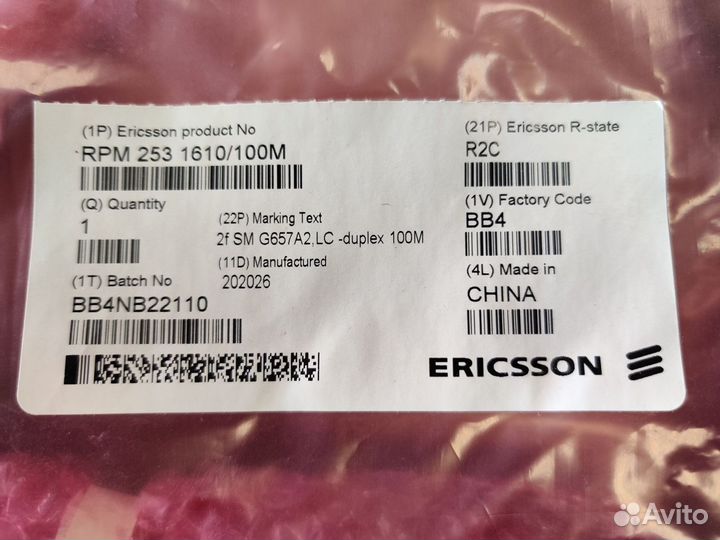 (1P) Ericsson product No
RPM 253 1610/100M
(21P) Ericsson R-state
R2C
(Q) Quantity
1
(22P) Marking Text
2f SM G657A2,LC -duplex 100M
(1V) Factory Code
BB4
(11D) Manufactured
202026
(1T) Batch No
BB4NB22110
(4L) Made in
CHINA
ERICSSON
Avito